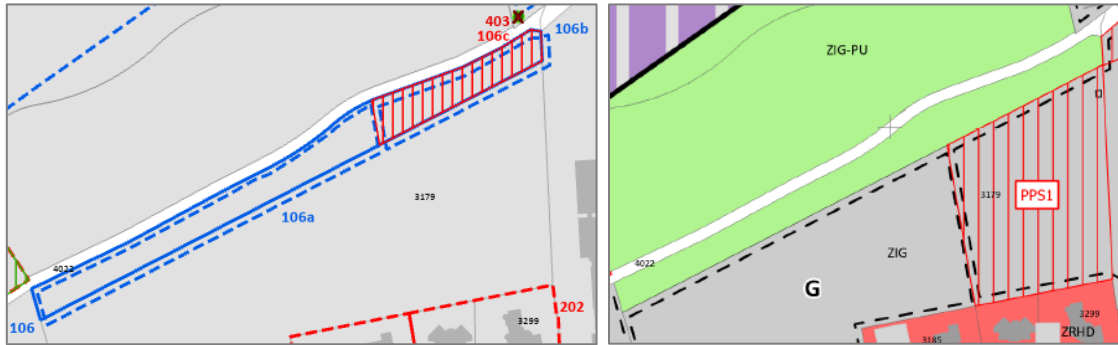 403
106c
106b
3179
106a
4022
106
202
3299
ZIG-PU
3179
PPS1
4022
ZIG
G
3299
3185
ZRHD